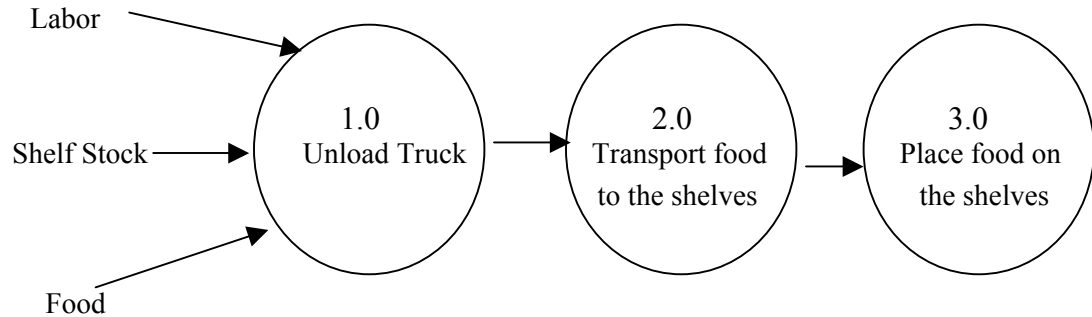 Labor
Shelf Stock
Food
1.0
Unload Truck
2.0
Transport food
to the shelves
3.0
Place food on
the shelves